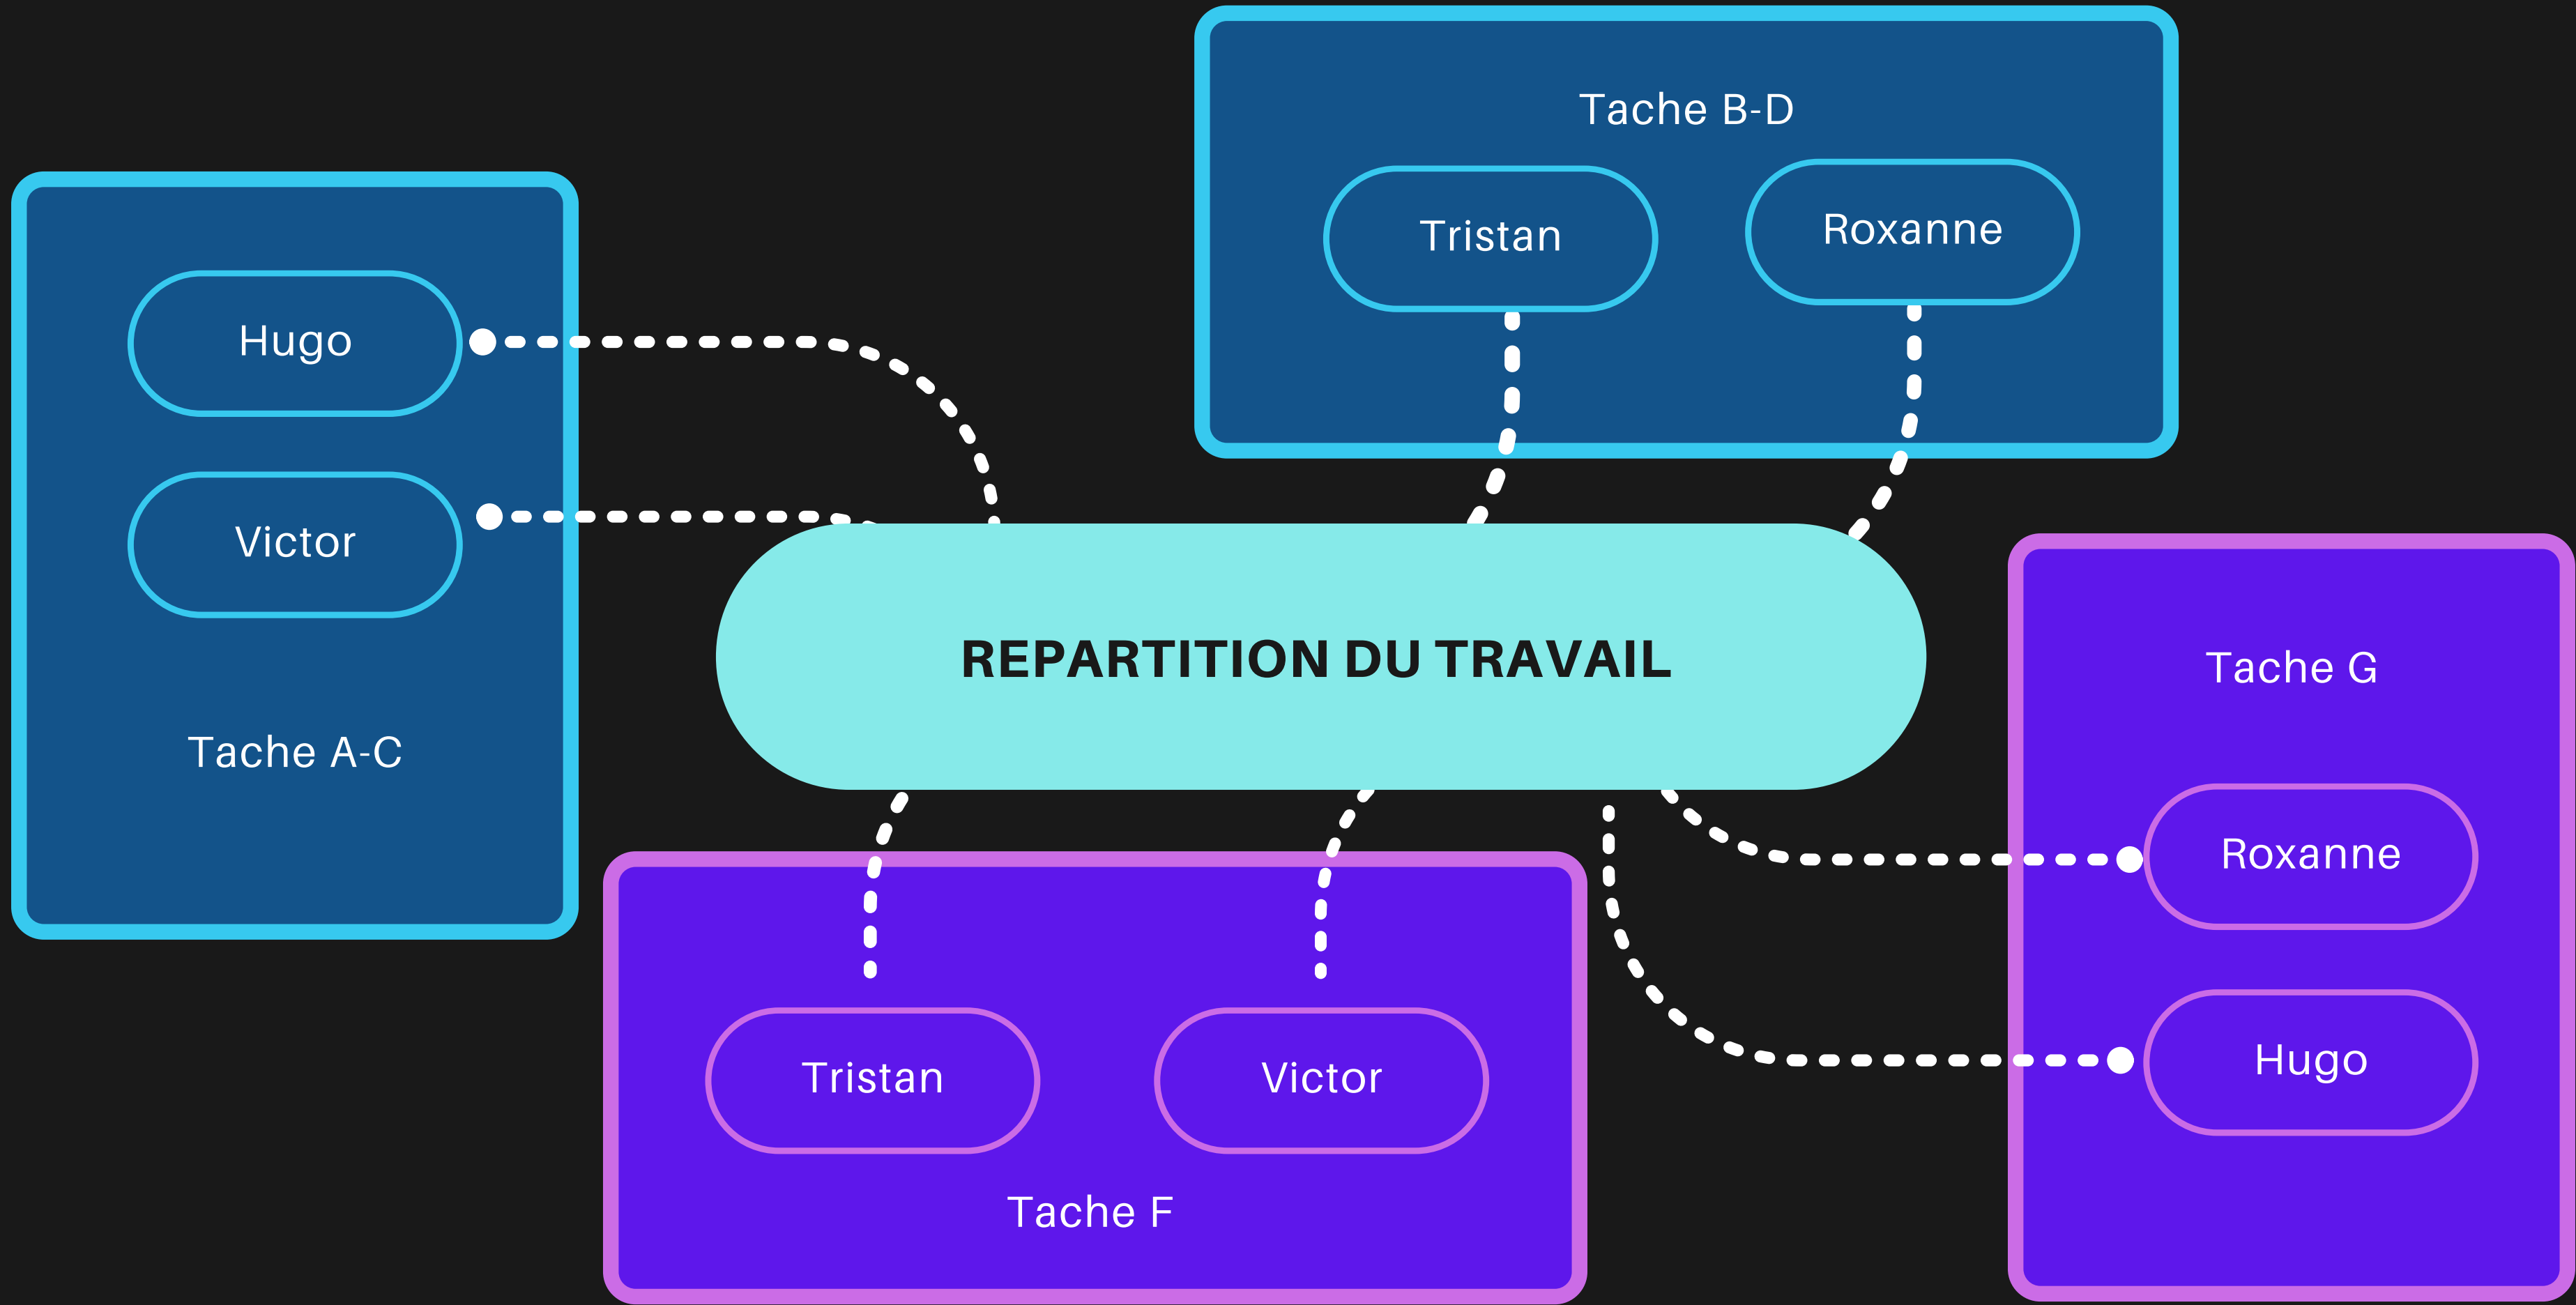 Tache B-D
Tristan
Roxanne
Hugo
Victor
Tache A-C
REPARTITION DU TRAVAIL
Tache G
Roxanne
Hugo
Tristan
Victor
Tache F